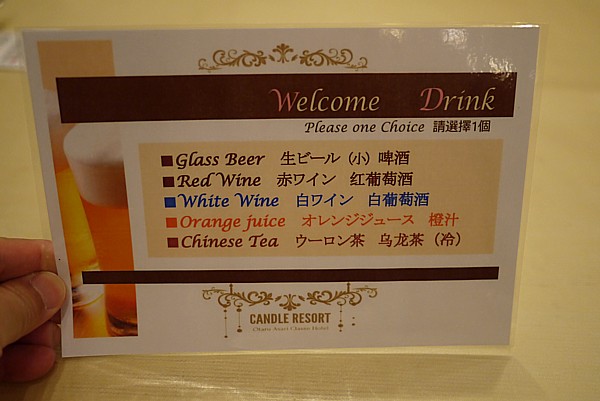 Welcome Drink
Please one Choice 請選擇1個
■Glass Beer 生ビール（小）啤酒
■Red Wine 赤ワイン 红葡萄酒
■White Wine 白ワイン 白葡萄酒
■Orange juice オレンジジュース 橙汁
■Chinese Tea ウーロン茶 乌龙茶（冷）
CANDLE RESORT